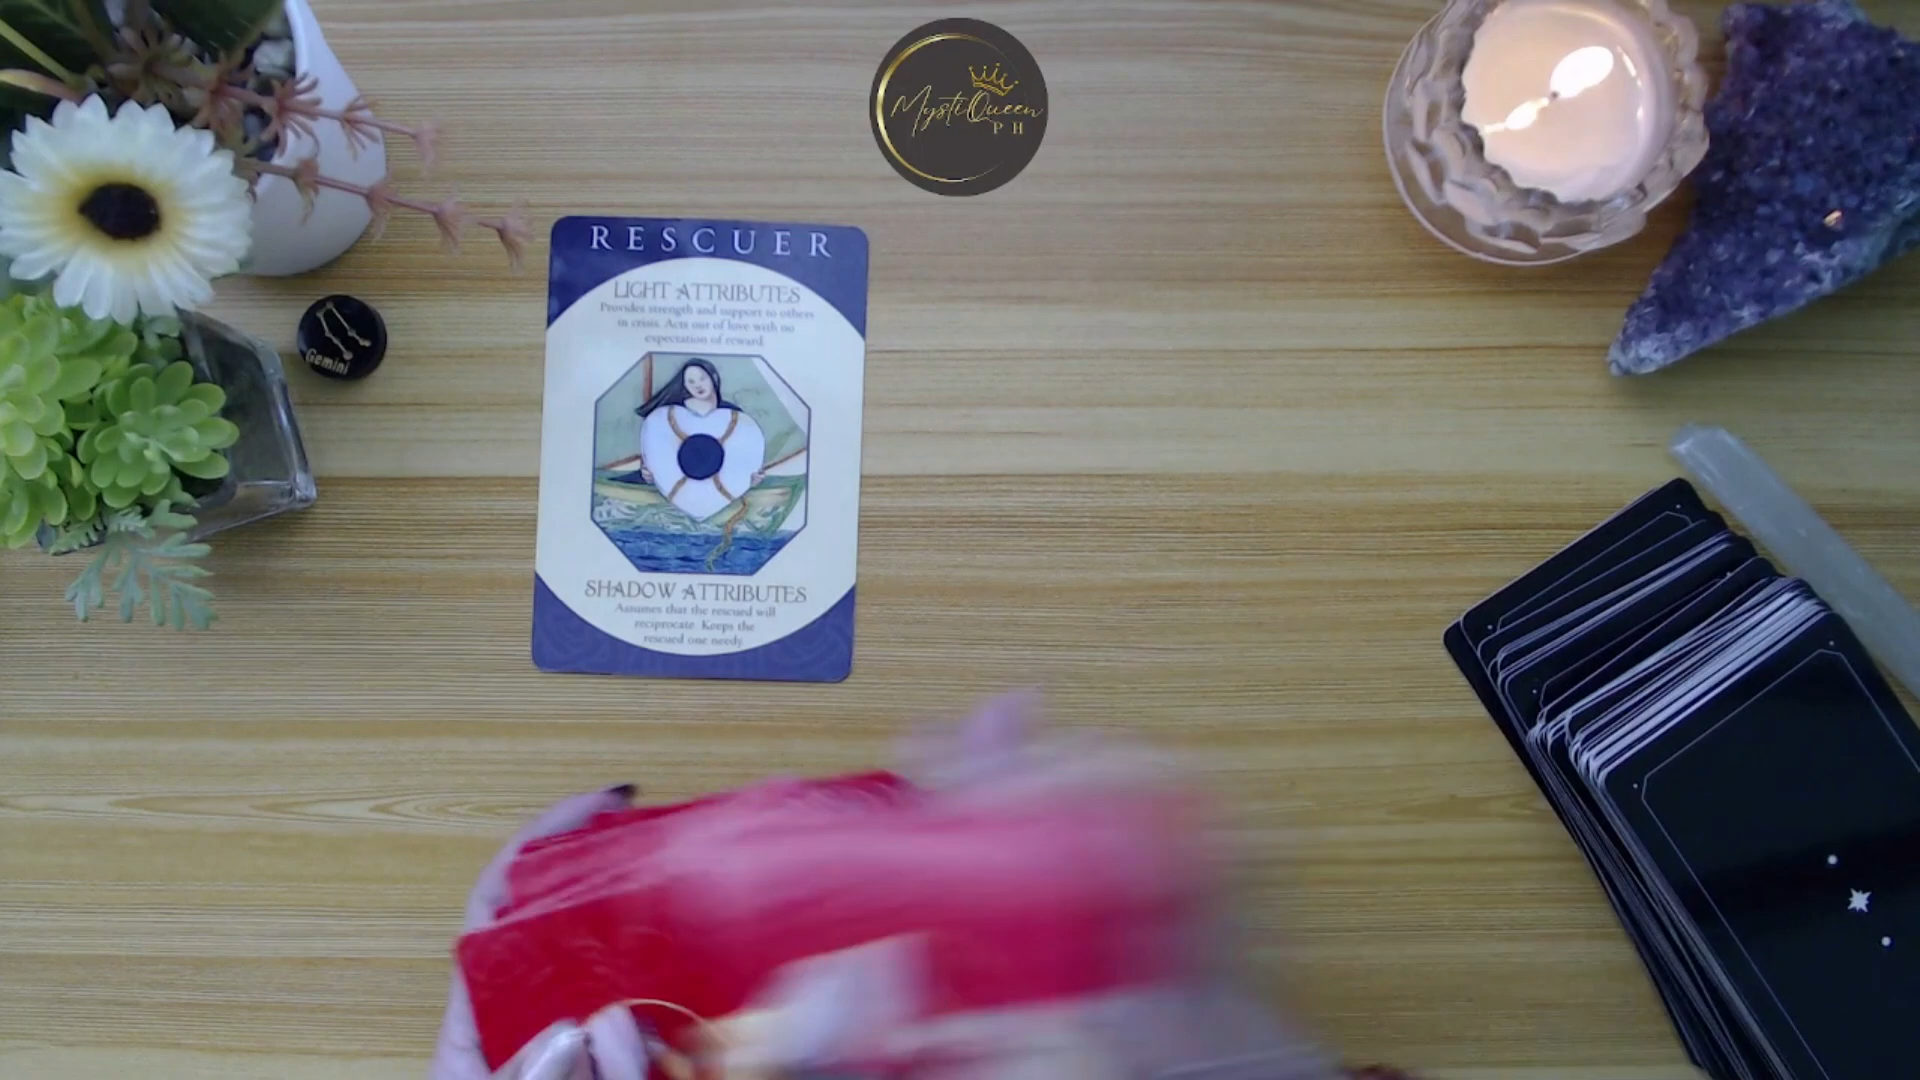 MystiQueen
PH
RESCUER
LIGHT ATTRIBUTES
Provides strength and support to others
in crisis. Acts out of love with no
expectation of reward.
Gemini
SHADOW ATTRIBUTES
Assumes that the rescued will
reciprocate. Keeps the
rescued one needy.